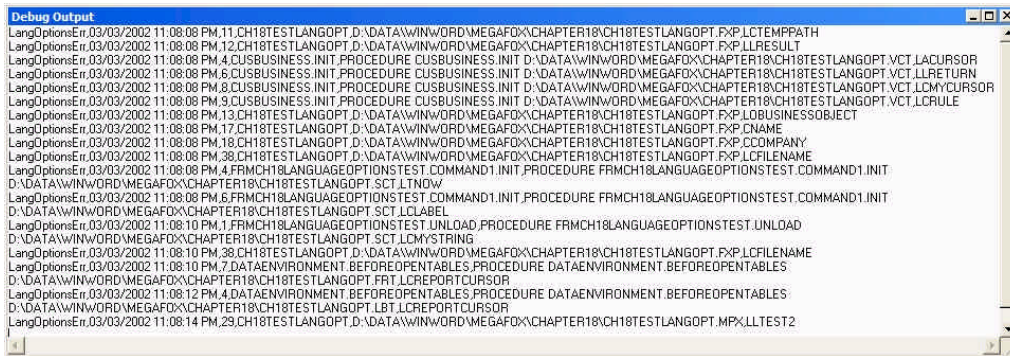 Debug Output
LangOptionsErr,03/03/2002 11:08:08 PM,11,CH18TESTLANGOPT,D:\DATA\WINWORD\MEGAFOX\CHAPTER18\CH18TESTLANGOPT.FXP,LCTEMPPATH
LangOptionsErr,03/03/2002 11:08:08 PM,12,CH18TESTLANGOPT,D:\DATA\WINWORD\MEGAFOX\CHAPTER18\CH18TESTLANGOPT.FXP,LLRESULT
LangOptionsErr,03/03/2002 11:08:08 PM,4,CUSBUSINESS.INIT,PROCEDURE CUSBUSINESS.INIT D:\DATA\WINWORD\MEGAFOX\CHAPTER18\CH18TESTLANGOPT.VCT,LACURSOR
LangOptionsErr,03/03/2002 11:08:08 PM,6,CUSBUSINESS.INIT,PROCEDURE CUSBUSINESS.INIT D:\DATA\WINWORD\MEGAFOX\CHAPTER18\CH18TESTLANGOPT.VCT,LLRETURN
LangOptionsErr,03/03/2002 11:08:08 PM,8,CUSBUSINESS.INIT,PROCEDURE CUSBUSINESS.INIT D:\DATA\WINWORD\MEGAFOX\CHAPTER18\CH18TESTLANGOPT.VCT,LCMYCURSOR
LangOptionsErr,03/03/2002 11:08:08 PM,9,CUSBUSINESS.INIT,PROCEDURE CUSBUSINESS.INIT D:\DATA\WINWORD\MEGAFOX\CHAPTER18\CH18TESTLANGOPT.VCT,LCRULE
LangOptionsErr,03/03/2002 11:08:08 PM,13,CH18TESTLANGOPT,D:\DATA\WINWORD\MEGAFOX\CHAPTER18\CH18TESTLANGOPT.FXP,LOBUSINESSOBJECT
LangOptionsErr,03/03/2002 11:08:08 PM,17,CH18TESTLANGOPT,D:\DATA\WINWORD\MEGAFOX\CHAPTER18\CH18TESTLANGOPT.FXP,CNAME
LangOptionsErr,03/03/2002 11:08:08 PM,18,CH18TESTLANGOPT,D:\DATA\WINWORD\MEGAFOX\CHAPTER18\CH18TESTLANGOPT.FXP,CCOMPANY
LangOptionsErr,03/03/2002 11:08:08 PM,38,CH18TESTLANGOPT,D:\DATA\WINWORD\MEGAFOX\CHAPTER18\CH18TESTLANGOPT.FXP,LCFILENAME
LangOptionsErr,03/03/2002 11:08:08 PM,4,FRMCH18LANGUAGEOPTIONSTEST.COMMAND1.INIT,PROCEDURE FRMCH18LANGUAGEOPTIONSTEST.COMMAND1.INIT
D:\DATA\WINWORD\MEGAFOX\CHAPTER18\CH18TESTLANGOPT.SCT,LTNOW
LangOptionsErr,03/03/2002 11:08:08 PM,6,FRMCH18LANGUAGEOPTIONSTEST.COMMAND1.INIT,PROCEDURE FRMCH18LANGUAGEOPTIONSTEST.COMMAND1.INIT
D:\DATA\WINWORD\MEGAFOX\CHAPTER18\CH18TESTLANGOPT.SCT,LCLABEL
LangOptionsErr,03/03/2002 11:08:10 PM,1,FRMCH18LANGUAGEOPTIONSTEST.UNLOAD,PROCEDURE FRMCH18LANGUAGEOPTIONSTEST.UNLOAD
D:\DATA\WINWORD\MEGAFOX\CHAPTER18\CH18TESTLANGOPT.SCT,LCMYSTRING
LangOptionsErr,03/03/2002 11:08:10 PM,38,CH18TESTLANGOPT,D:\DATA\WINWORD\MEGAFOX\CHAPTER18\CH18TESTLANGOPT.FXP,LCFILENAME
LangOptionsErr,03/03/2002 11:08:10 PM,7,DATAENVIRONMENT.BEFOREOPENTABLES,PROCEDURE DATAENVIRONMENT.BEFOREOPENTABLES
D:\DATA\WINWORD\MEGAFOX\CHAPTER18\CH18TESTLANGOPT.FRT,LCREPORTCURSOR
LangOptionsErr,03/03/2002 11:08:12 PM,4,DATAENVIRONMENT.BEFOREOPENTABLES,PROCEDURE DATAENVIRONMENT.BEFOREOPENTABLES
D:\DATA\WINWORD\MEGAFOX\CHAPTER18\CH18TESTLANGOPT.LBT,LCREPORTCURSOR
LangOptionsErr,03/03/2002 11:08:14 PM,29,CH18TESTLANGOPT,D:\DATA\WINWORD\MEGAFOX\CHAPTER18\CH18TESTLANGOPT.MPX,LLTEST2